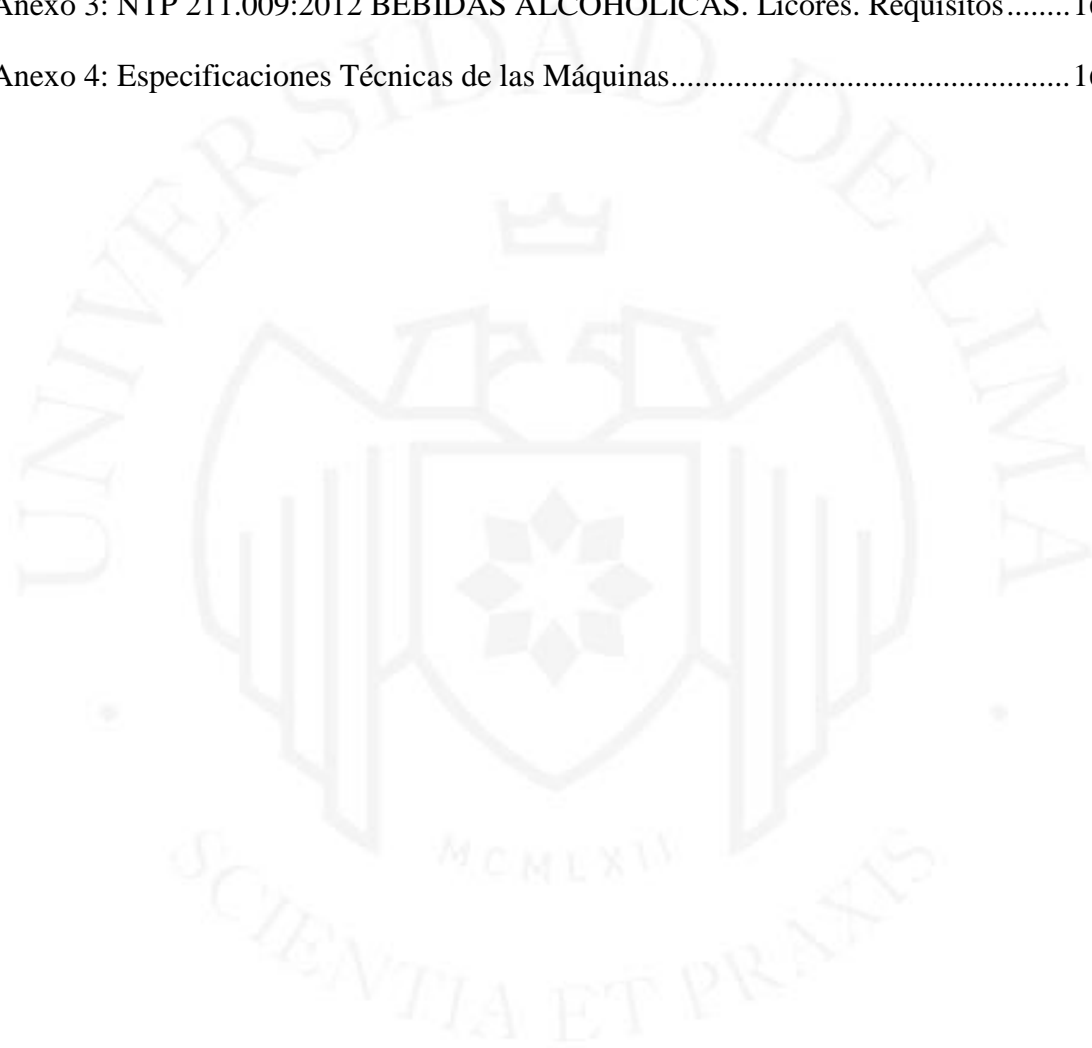 Anexo 3: NTP 211.009:2012 BEBIDAS ALCOHÓLICAS. Licores. Requisitos........
Anexo 4: Especificaciones Técnicas de las Máquinas...................................................
UNIVERSIDAD DE LIMA
MCMLXII
SCIENTIA ET PRAXIS